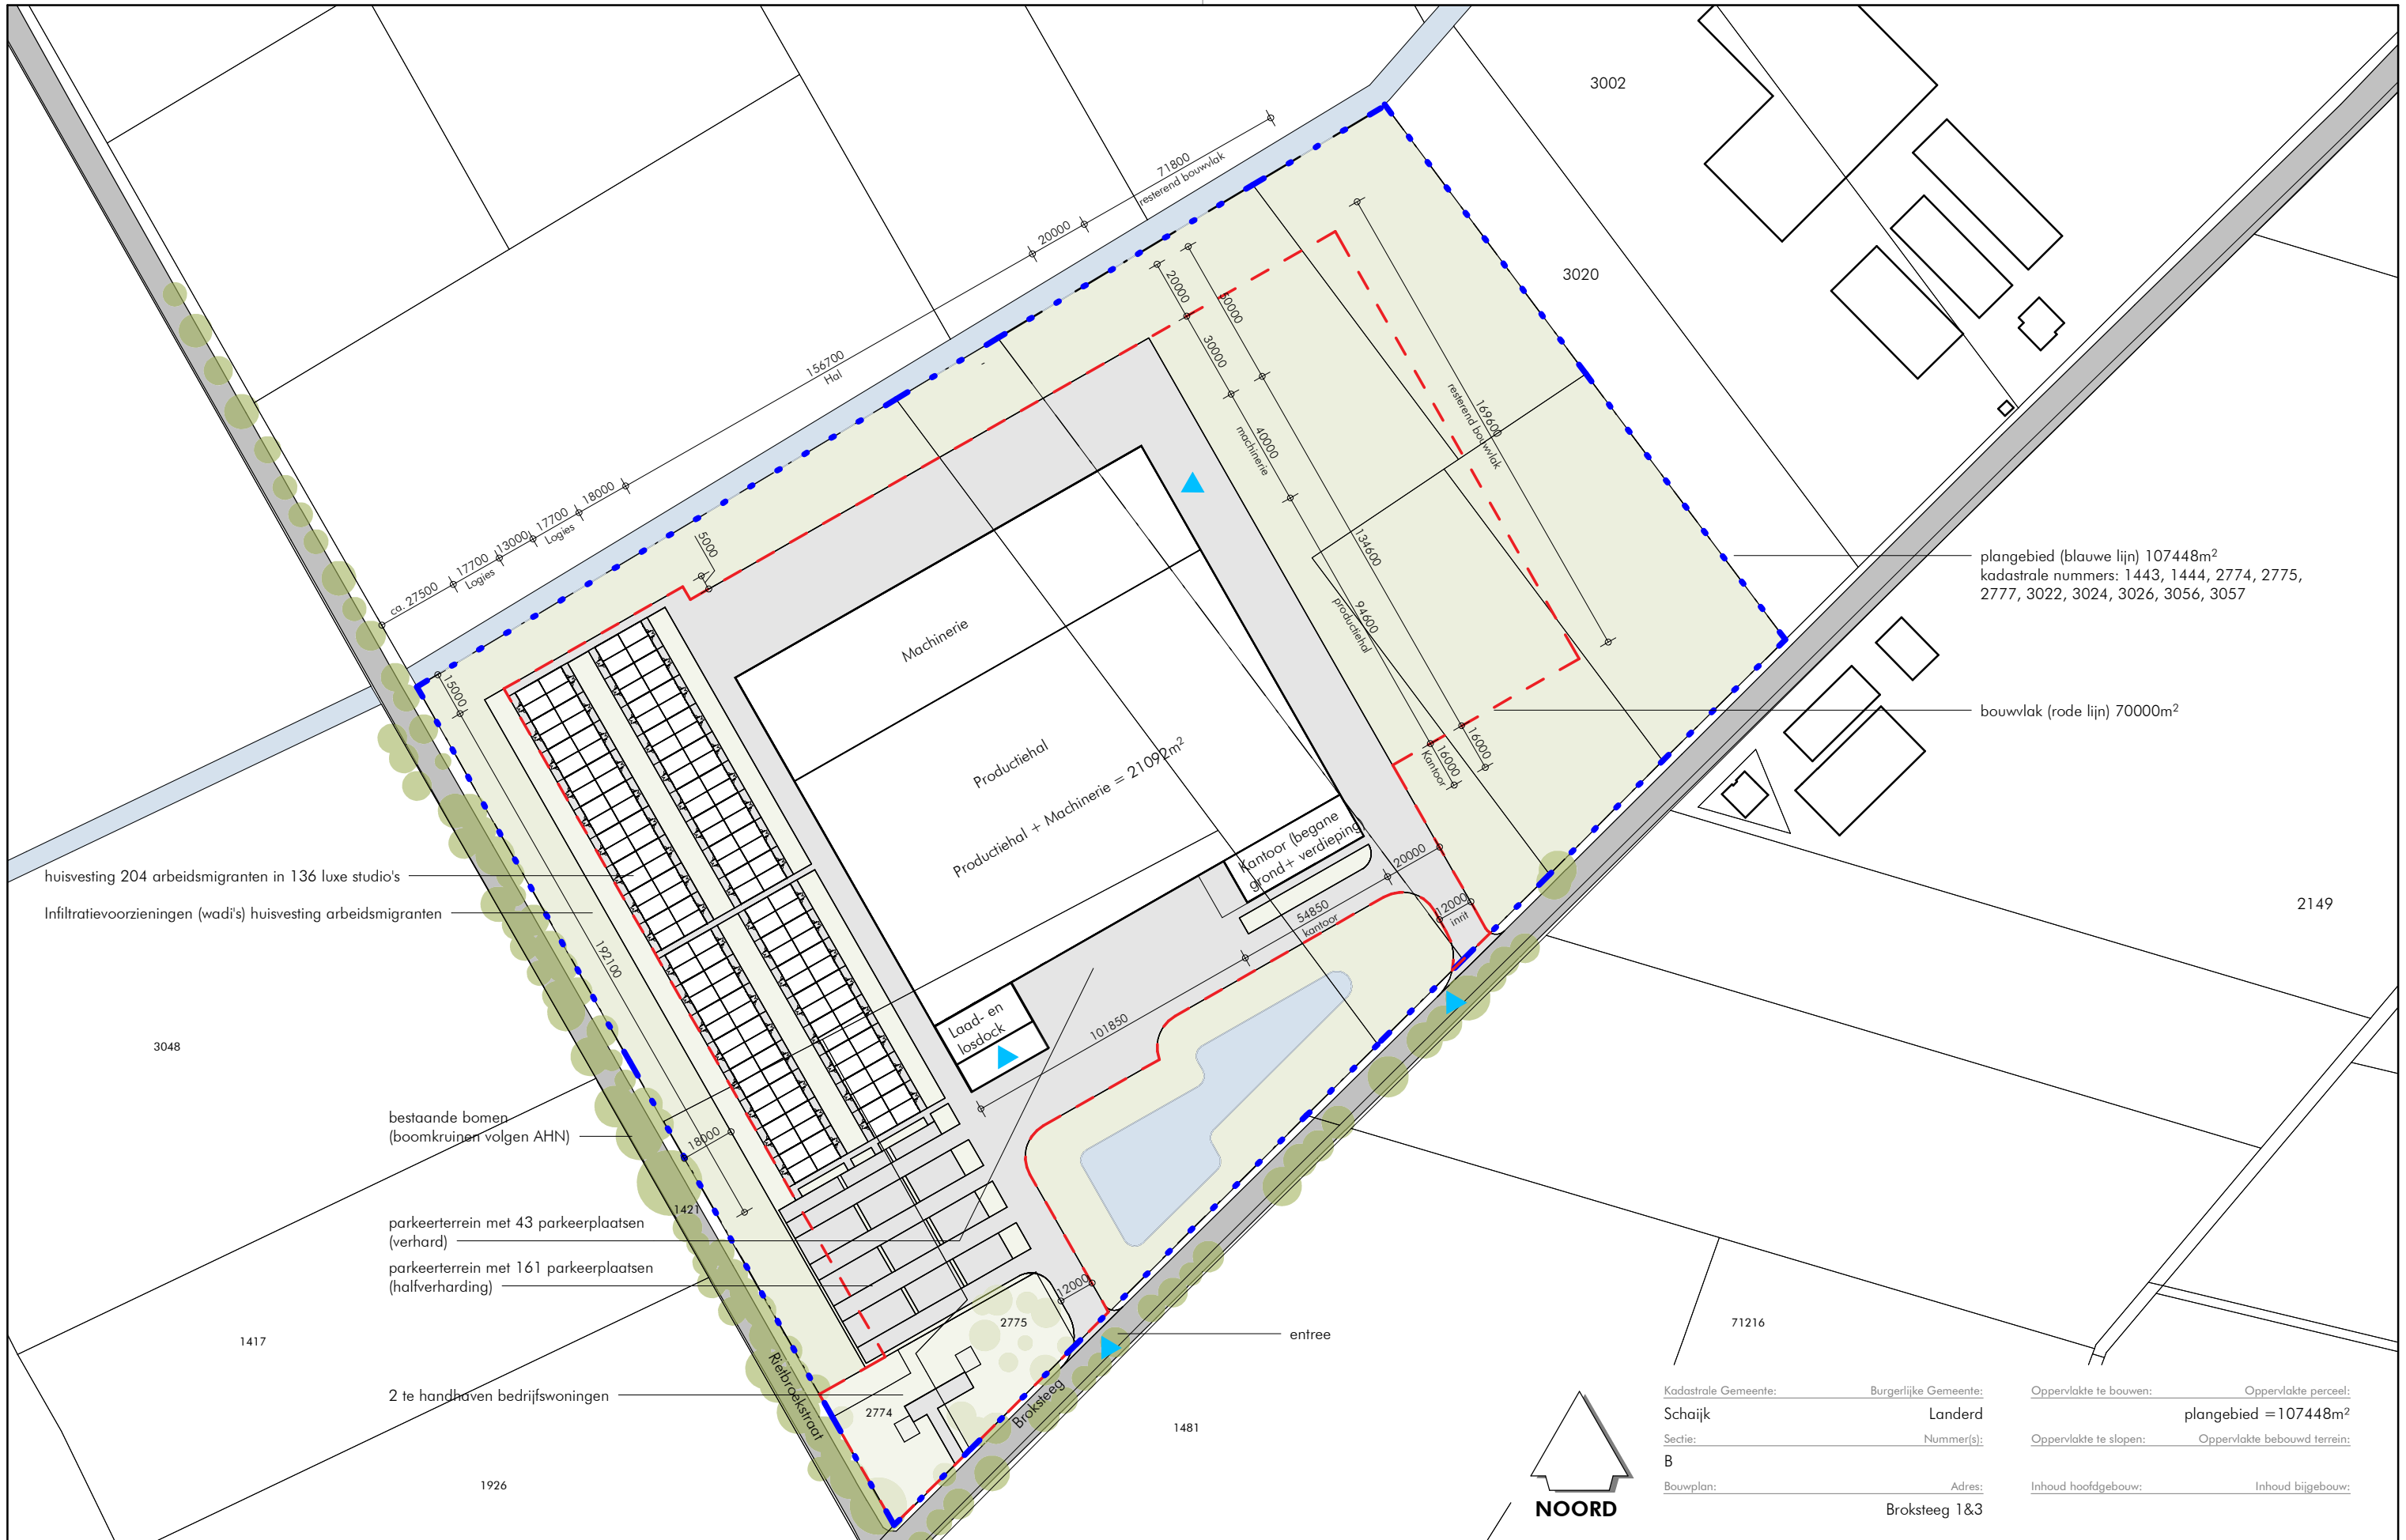 3002
71800
resterend bouwvlak
20000
3020
156700
Hal
20000
50000
30000
40000
machinerie
169600
resterend bouwvlak
134600
94600
productiehal
18000
17700
Logies
13000
17700
Logies
ca. 27500
5000
15000
Machinerie
Productiehal
Productiehal + Machinerie = 21092m²
plangebied (blauwe lijn) 107448m²
kadastrale nummers: 1443, 1444, 2774, 2775,
2777, 3022, 3024, 3026, 3056, 3057
bouwvlak (rode lijn) 70000m²
16000
16000
Kantoor
Kantoor (begane
grond+ verdieping)
20000
54850
kantoor
12000
inrit
2149
huisvesting 204 arbeidsmigranten in 136 luxe studio's
Infiltratievoorzieningen (wadi's) huisvesting arbeidsmigranten
192100
Laad- en
losdock
101850
3048
bestaande bomen
(boomkruinen volgen AHN)
18000
1421
parkeerterrein met 43 parkeerplaatsen
(verhard)
parkeerterrein met 161 parkeerplaatsen
(halfverharding)
12000
2775
entree
71216
1417
2 te handhaven bedrijfswoningen
2774
Rietbroekstraat
Broksteeg
1481
1926
NOORD
Kadastrale Gemeente: Burgerlijke Gemeente: Oppervlakte te bouwen: Oppervlakte perceel:
Schaijk Landerd plangebied =107448m²
Sectie: Nummer(s): Oppervlakte te slopen: Oppervlakte bebouwd terrein:
B
Bouwplan: Adres: Inhoud hoofdgebouw: Inhoud bijgebouw:
Broksteeg 1&3